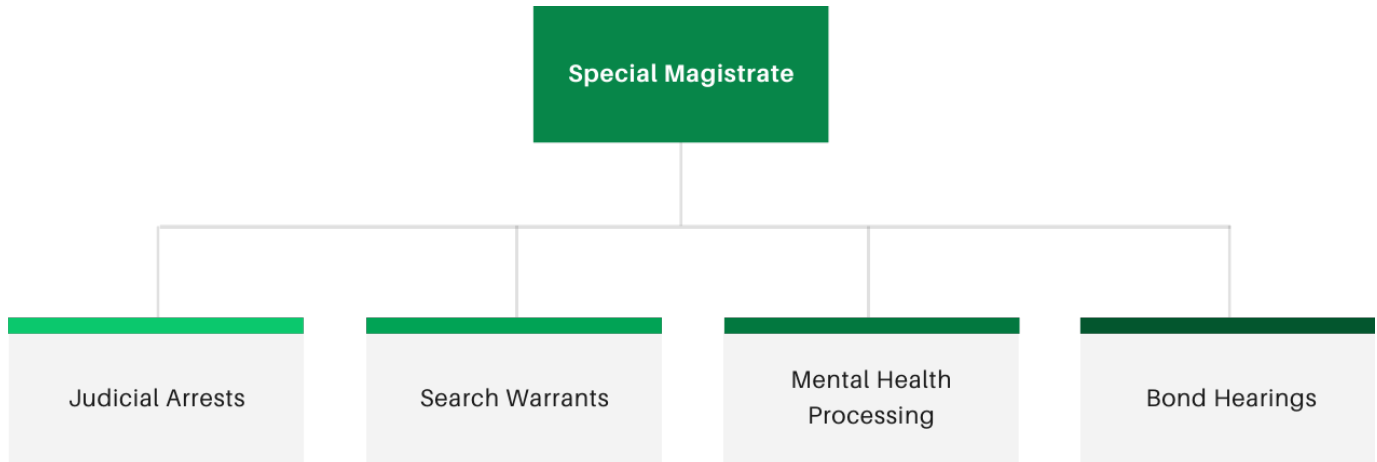 Special Magistrate
Judicial Arrests
Search Warrants
Mental Health
Processing
Bond Hearings